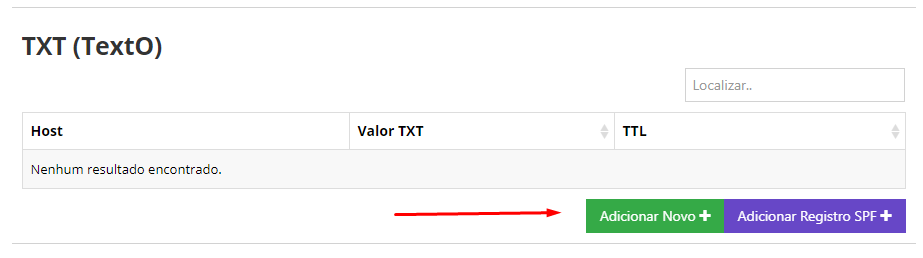 TXT (TextO)
Localizar..
Host Valor TXT TTL
Nenhum resultado encontrado.
Adicionar Novo + Adicionar Registro SPF +